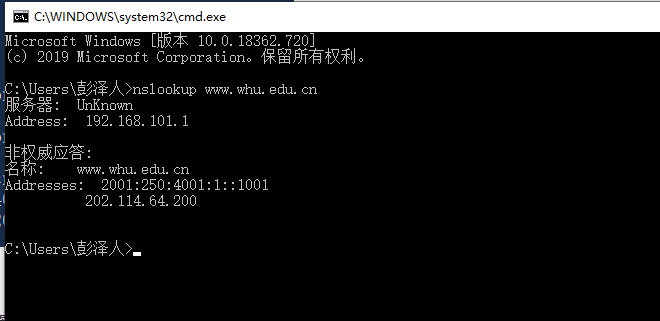 C:\WINDOWS\system32\cmd.exe
Microsoft Windows [版本 10.0.18362.720]
(c) 2019 Microsoft Corporation。保留所有权利。
C:\Users\彭泽人>nslookup www.whu.edu.cn
服务器:  UnKnown
Address:  192.168.101.1
非权威应答:
名称:    www.whu.edu.cn
Addresses:  2001:250:4001:1::1001
          202.114.64.200
C:\Users\彭泽人>